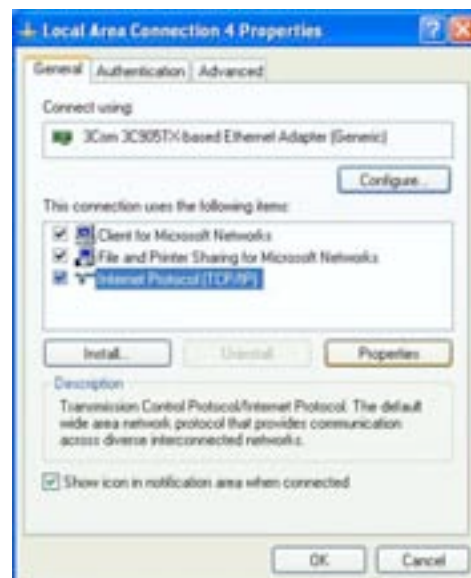 Local Area Connection 4 Properties
General Authentication Advanced
Connect using:
3Com 3C905TX-based Ethernet Adapter (Generic)
Configure...
This connection uses the following items:
Client for Microsoft Networks
File and Printer Sharing for Microsoft Networks
Internet Protocol (TCP/IP)
Install... Uninstall Properties
Description
Transmission Control Protocol/Internet Protocol. The default
wide area network protocol that provides communication
across diverse interconnected networks.
Show icon in notification area when connected
OK Cancel